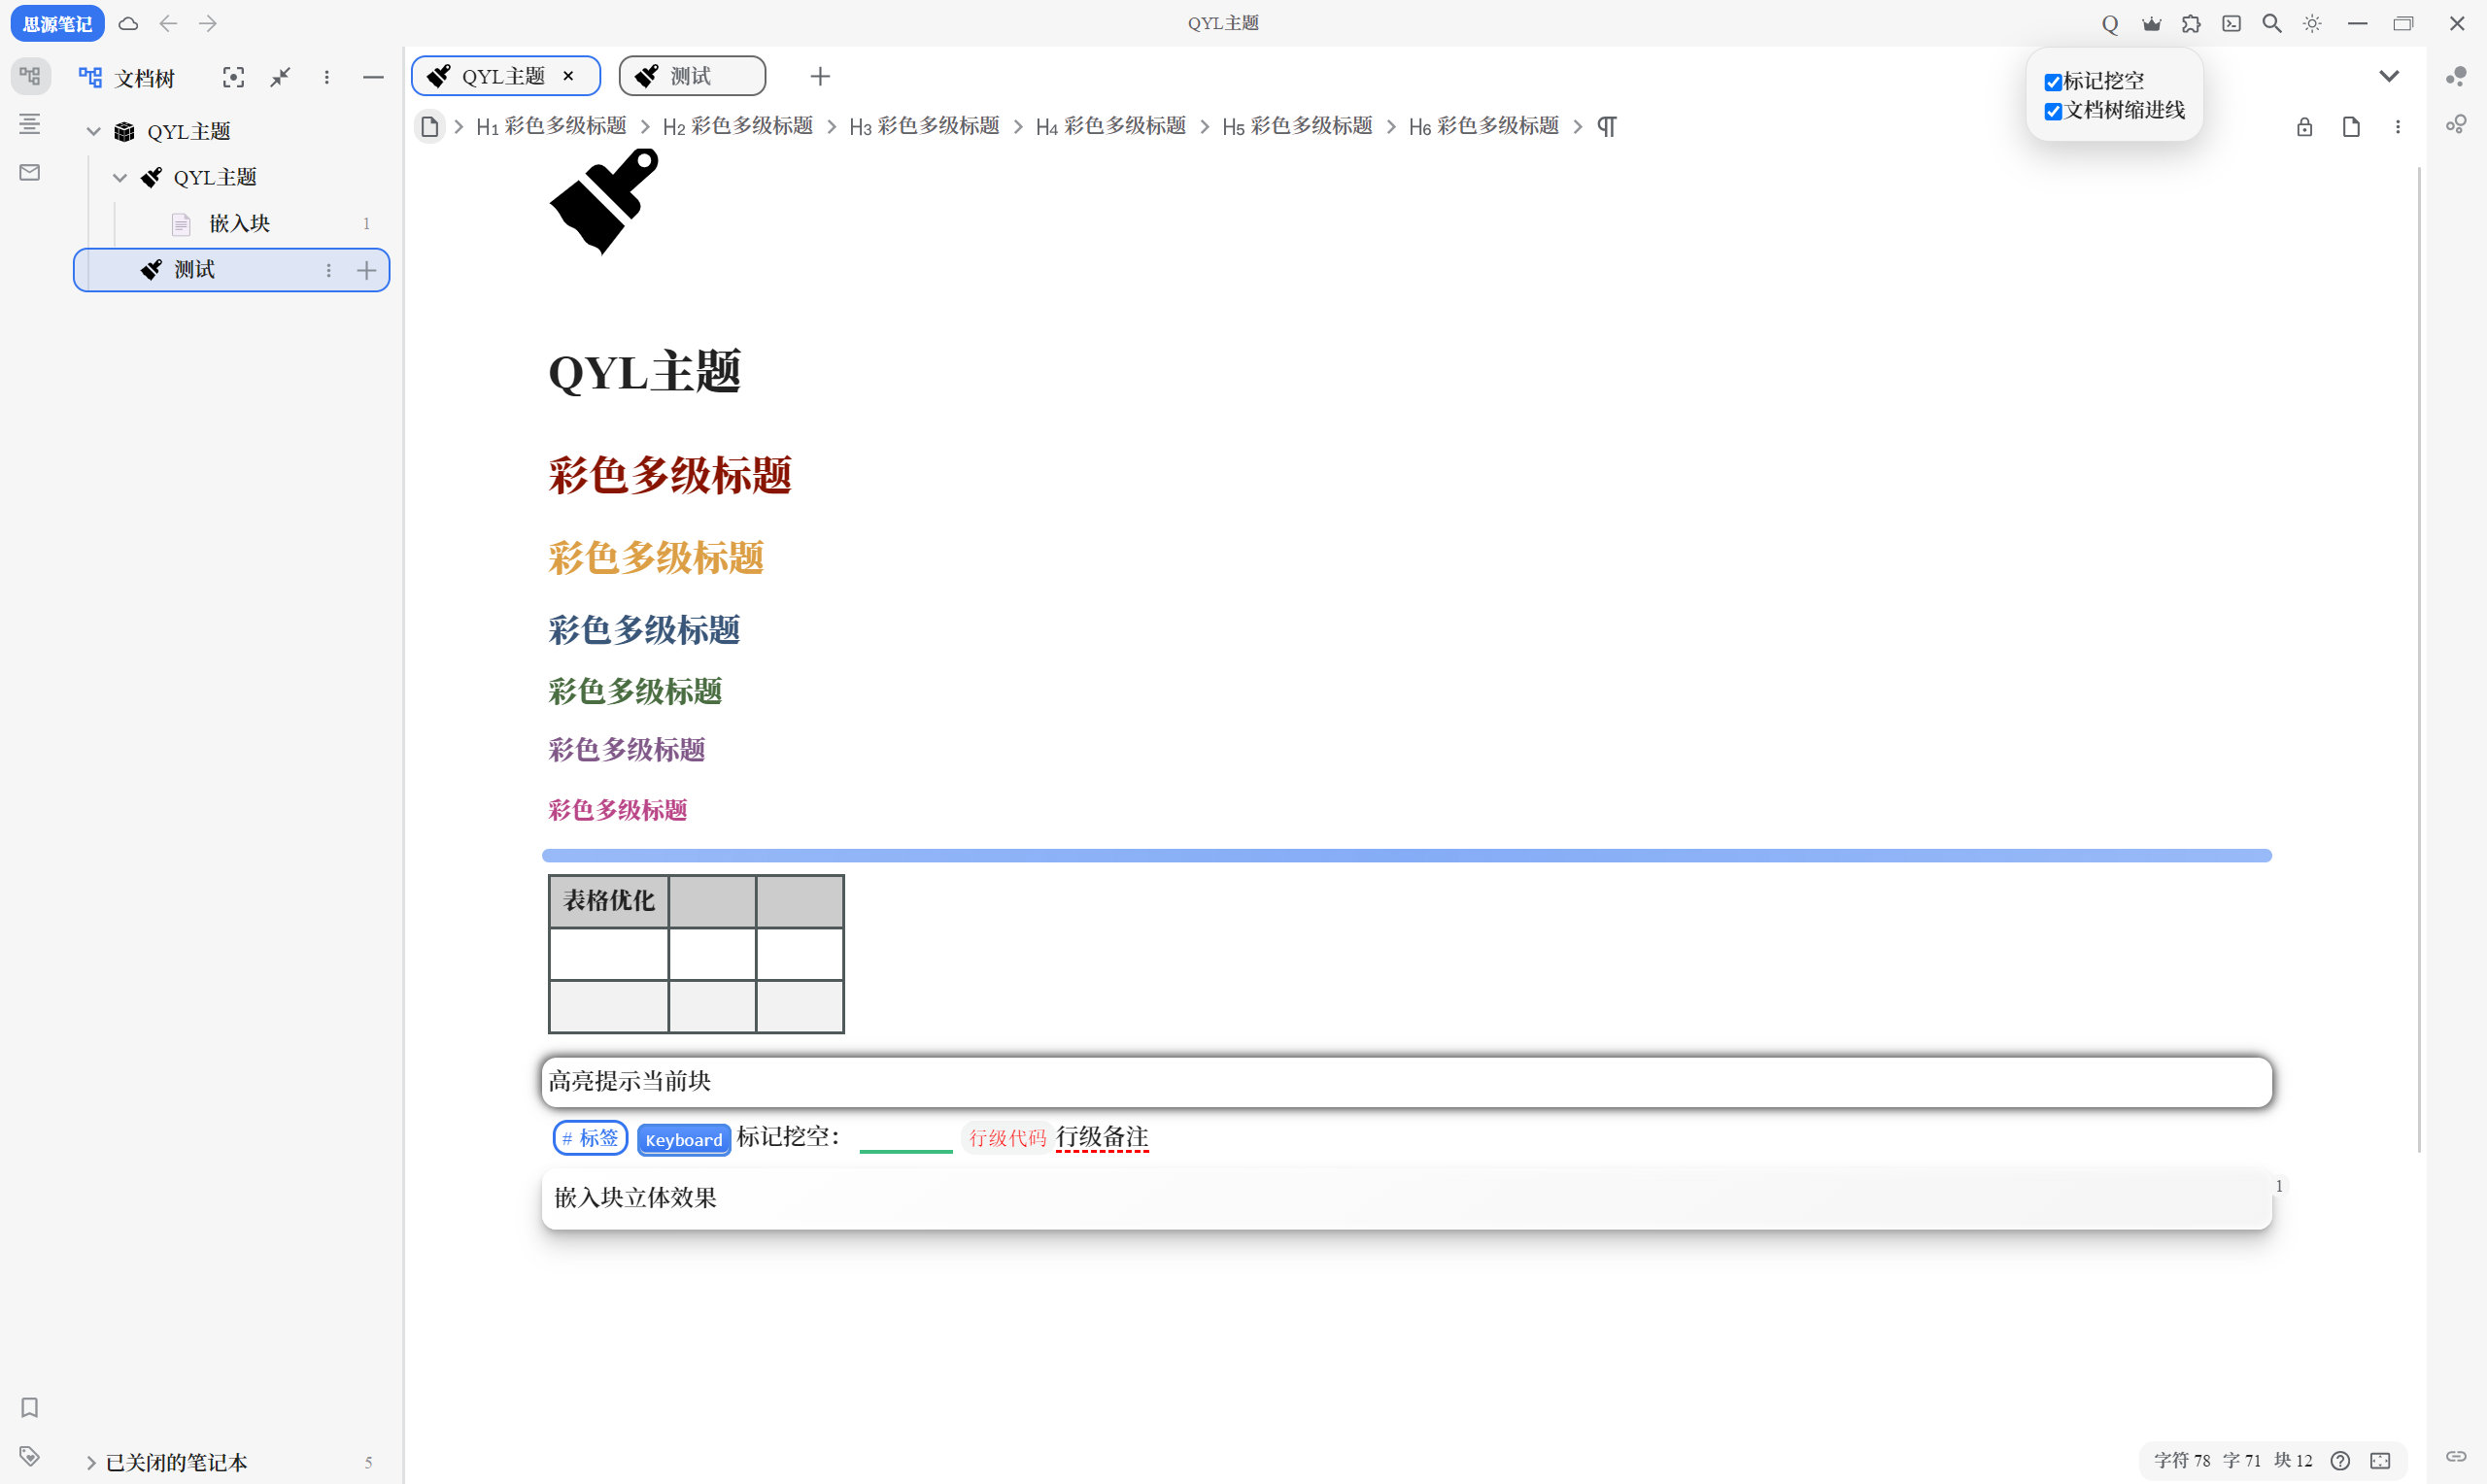 思源笔记
QYL主题
标记挖空
文档树缩进线
文档树
QYL主题
QYL主题
嵌入块 1
测试
已关闭的笔记本 5
QYL主题
测试
H1 彩色多级标题 H2 彩色多级标题 H3 彩色多级标题 H4 彩色多级标题 H5 彩色多级标题 H6 彩色多级标题
QYL主题
彩色多级标题
彩色多级标题
彩色多级标题
彩色多级标题
彩色多级标题
彩色多级标题
表格优化
高亮提示当前块
# 标签 Keyboard 标记挖空： 行级代码 行级备注
嵌入块立体效果 1
字符 78 字 71 块 12